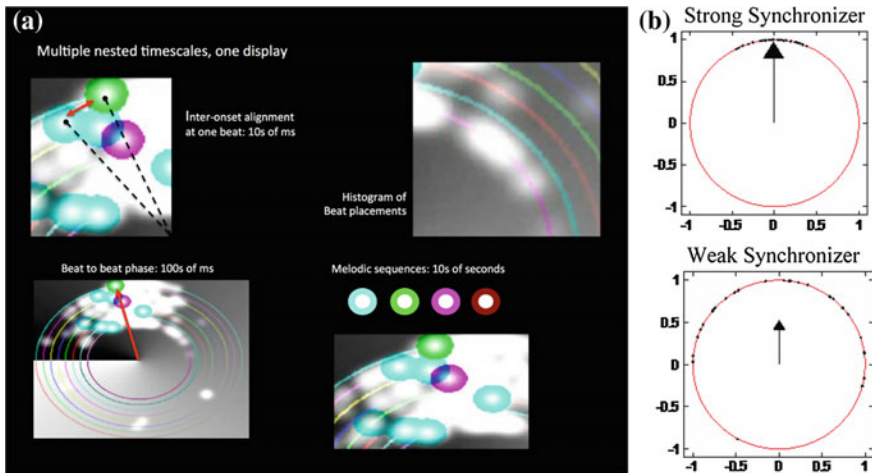 (a)
Multiple nested timescales, one display
Inter-onset alignment
at one beat: 10s of ms
Histogram of
Beat placements
Beat to beat phase: 100s of ms
Melodic sequences: 10s of seconds
(b)
Strong Synchronizer
1
0.5
0
-0.5
-1
-1 -0.5 0 0.5 1
Weak Synchronizer
1
0.5
0
-0.5
-1
-1 -0.5 0 0.5 1